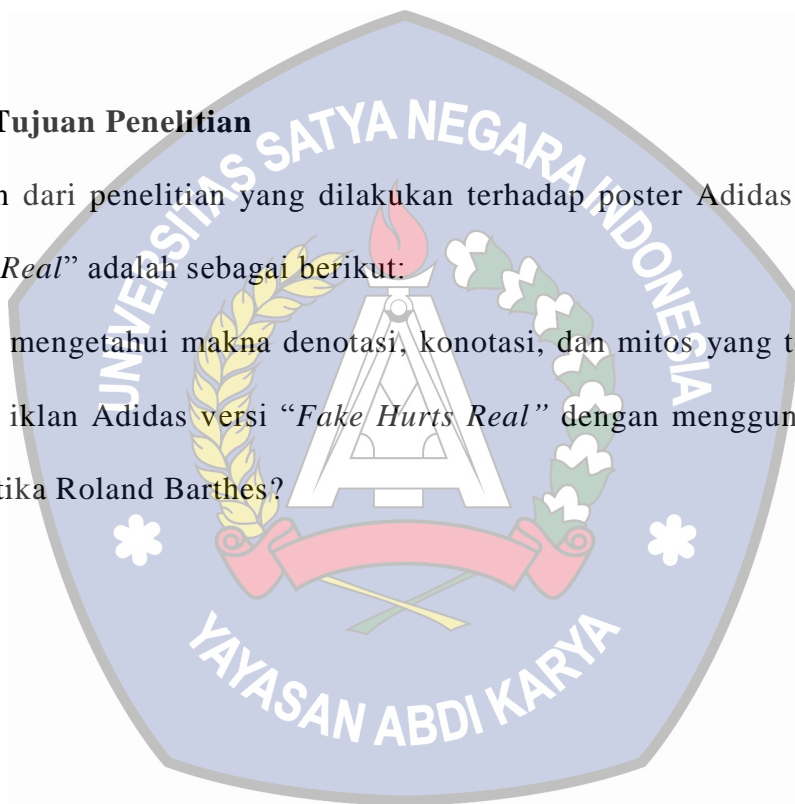 Tujuan Penelitian
n dari penelitian yang dilakukan terhadap poster Adidas
Real” adalah sebagai berikut:
mengetahui makna denotasi, konotasi, dan mitos yang t
iklan Adidas versi “Fake Hurts Real” dengan menggun
tika Roland Barthes?
UNIVERSITAS SATYA NEGARA INDONESIA
YAYASAN ABDI KARYA